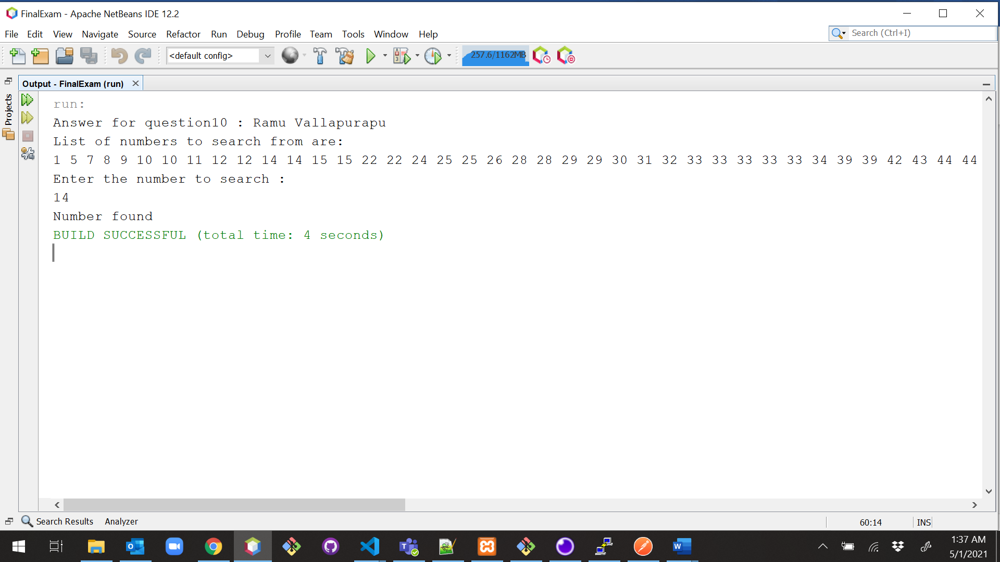 FinalExam - Apache NetBeans IDE 12.2
File Edit View Navigate Source Refactor Run Debug Profile Team Tools Window Help
Search (Ctrl+I)
<default config>
257.6/1162MB
Output - FinalExam (run)
Projects
run:
Answer for question10 : Ramu Vallapurapu
List of numbers to search from are:
1 5 7 8 9 10 10 11 12 12 14 14 15 15 22 22 24 25 25 26 28 28 29 29 30 31 32 33 33 33 33 33 34 39 39 42 43 44 44
Enter the number to search :
14
Number found
BUILD SUCCESSFUL (total time: 4 seconds)
Search Results Analyzer
60:14 INS
1:37 AM
5/1/2021